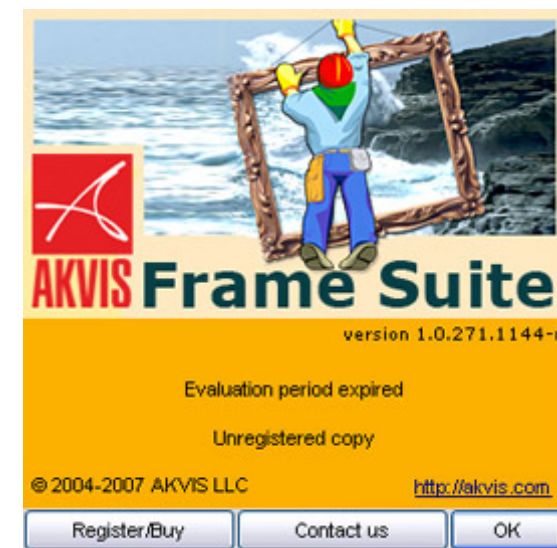 AKVIS Frame Suite
version 1.0.271.1144-
Evaluation period expired
Unregistered copy
© 2004-2007 AKVIS LLC http://akvis.com
Register/Buy Contact us OK